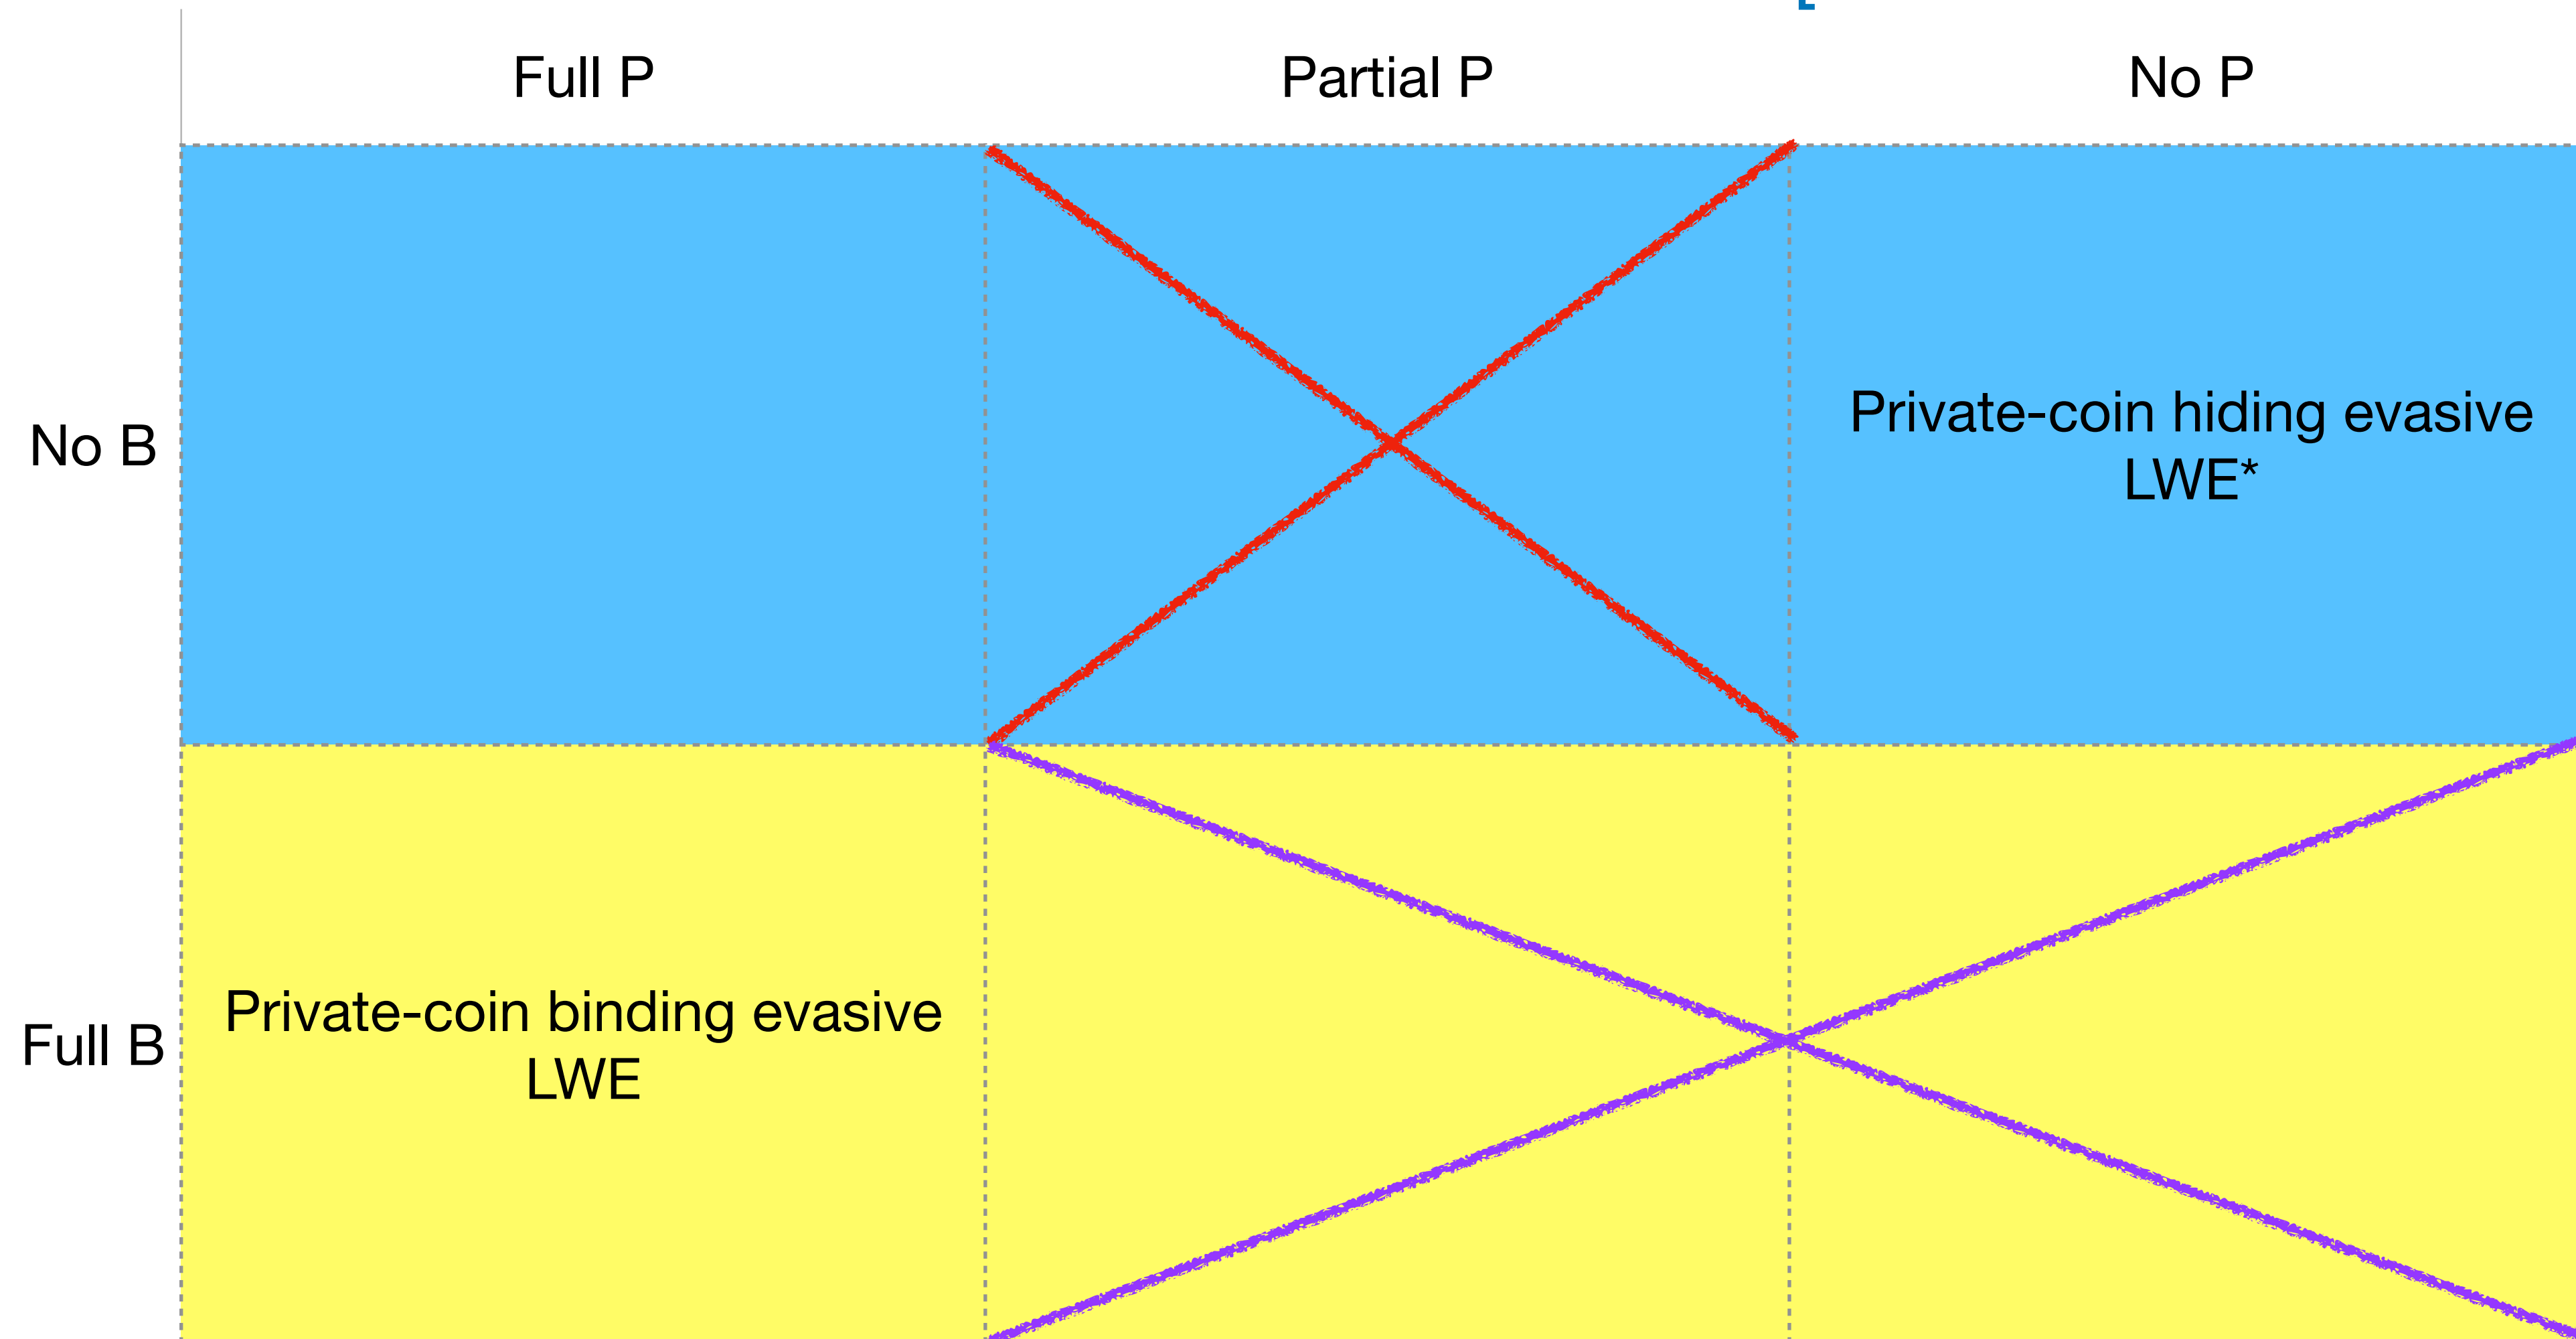 Full P
Partial P
No P
No B
Private-coin hiding evasive
LWE*
Full B
Private-coin binding evasive
LWE